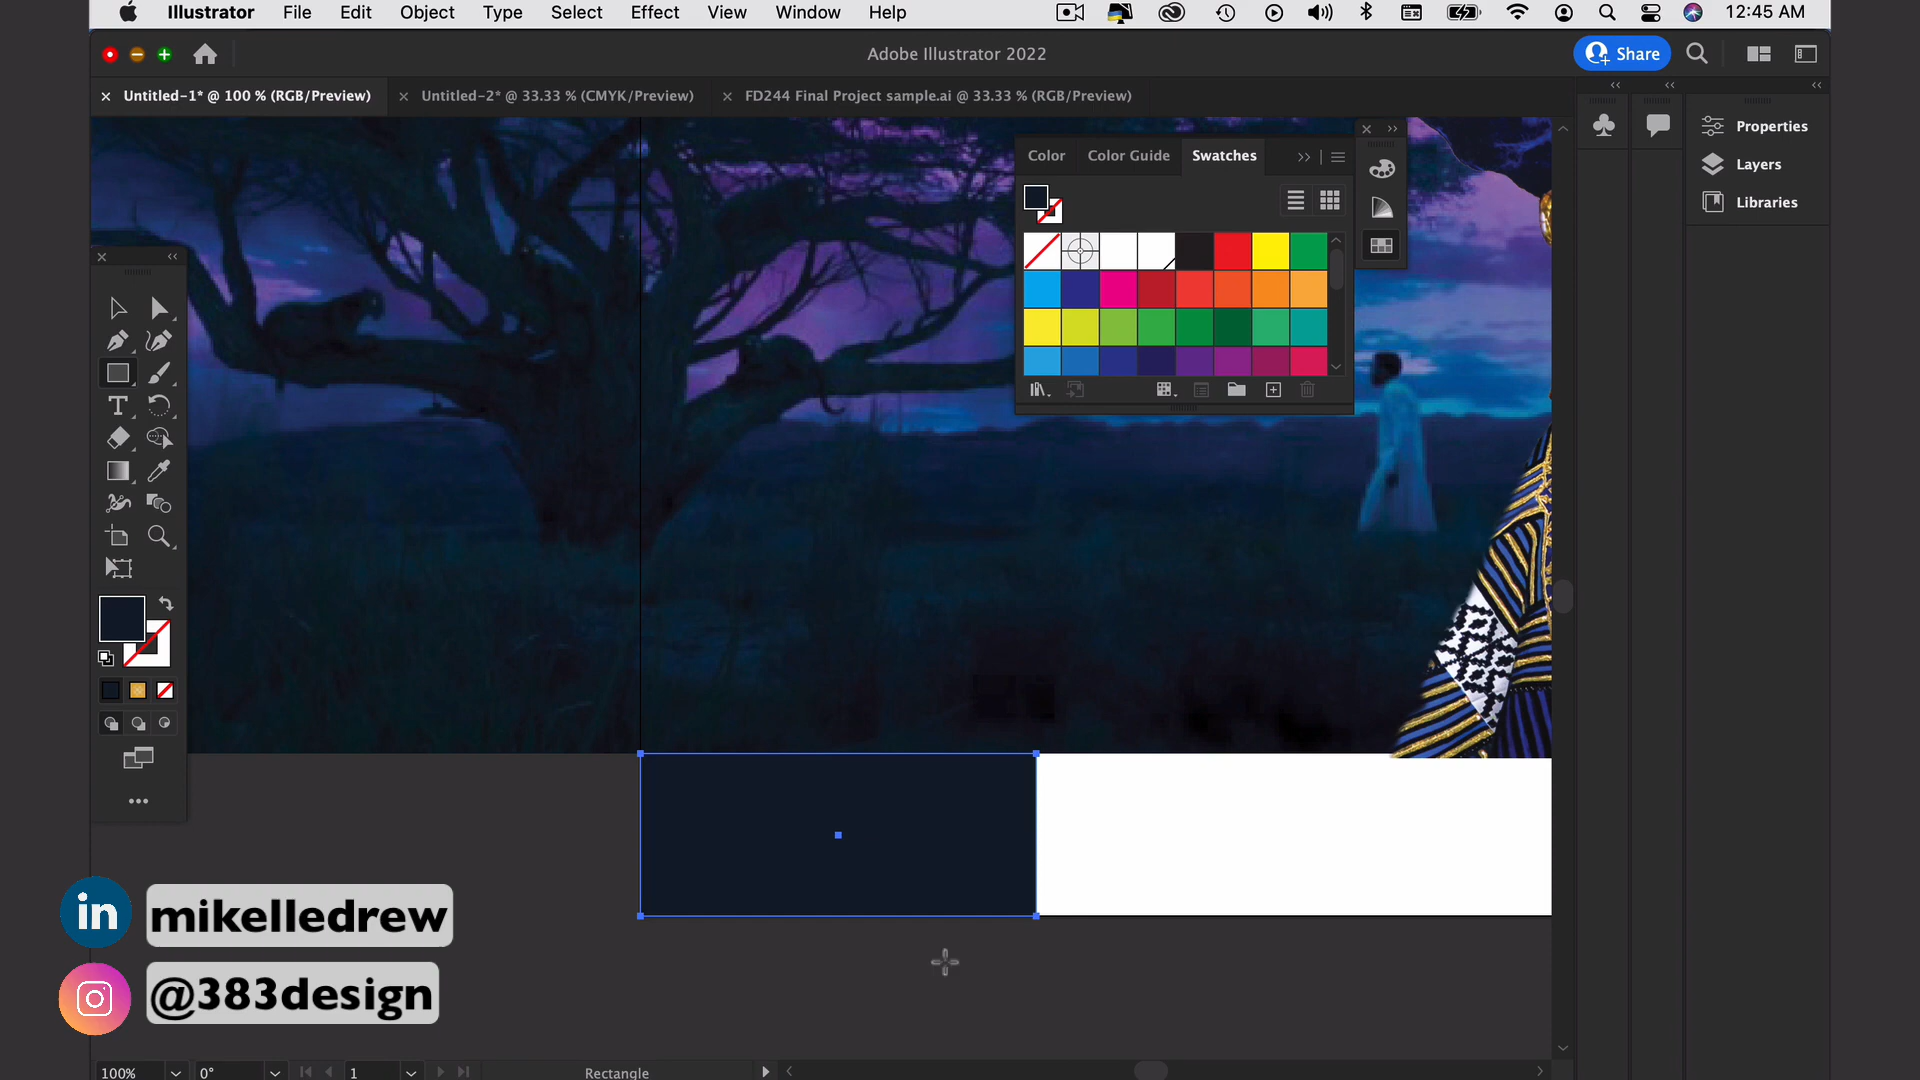 Illustrator File Edit Object Type Select Effect View Window Help 12:45 AM
Adobe Illustrator 2022
Share
Untitled-1* @ 100 % (RGB/Preview) Untitled-2* @ 33.33 % (CMYK/Preview) FD244 Final Project sample.ai @ 33.33 % (RGB/Preview)
Properties
Layers
Libraries
Color Color Guide Swatches
in mikelledrew
@383design
100% 0° 1 Rectangle